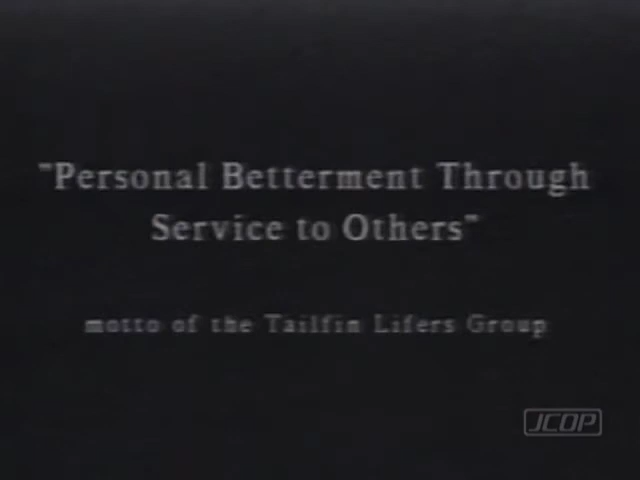 "Personal Betterment Through
Service to Others"
motto of the Tailfin Lifers Group
JCOP